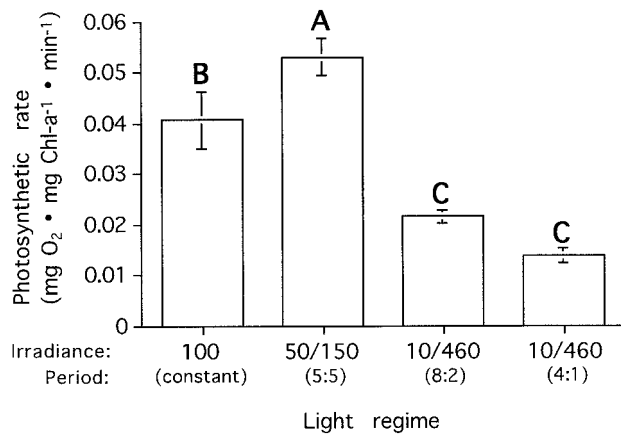 Photosynthetic rate
(mg O₂ • mg Chl-a⁻¹ • min⁻¹)
0.06
0.05
0.04
0.03
0.02
0.01
0
B
A
C
C
Irradiance: 100 50/150 10/460 10/460
Period: (constant) (5:5) (8:2) (4:1)
Light regime